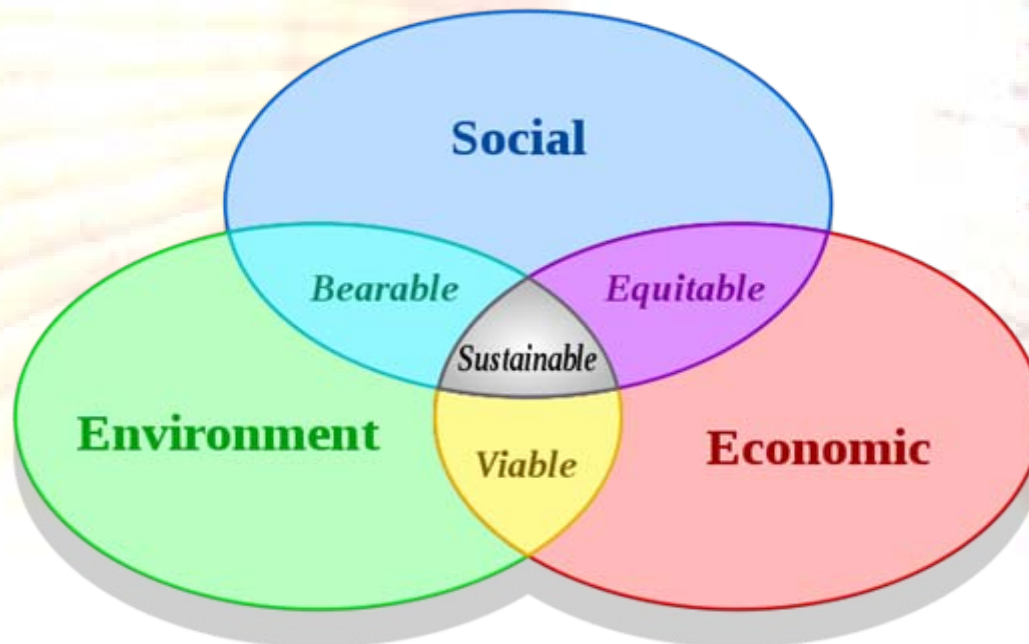 Social
Bearable
Equitable
Sustainable
Environment
Economic
Viable